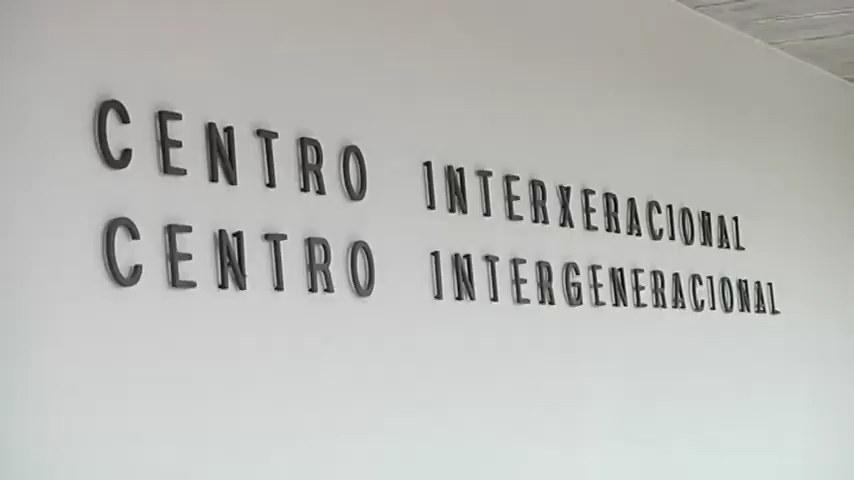 CENTRO INTERXERACIONAL
CENTRO INTERGENERACIONAL